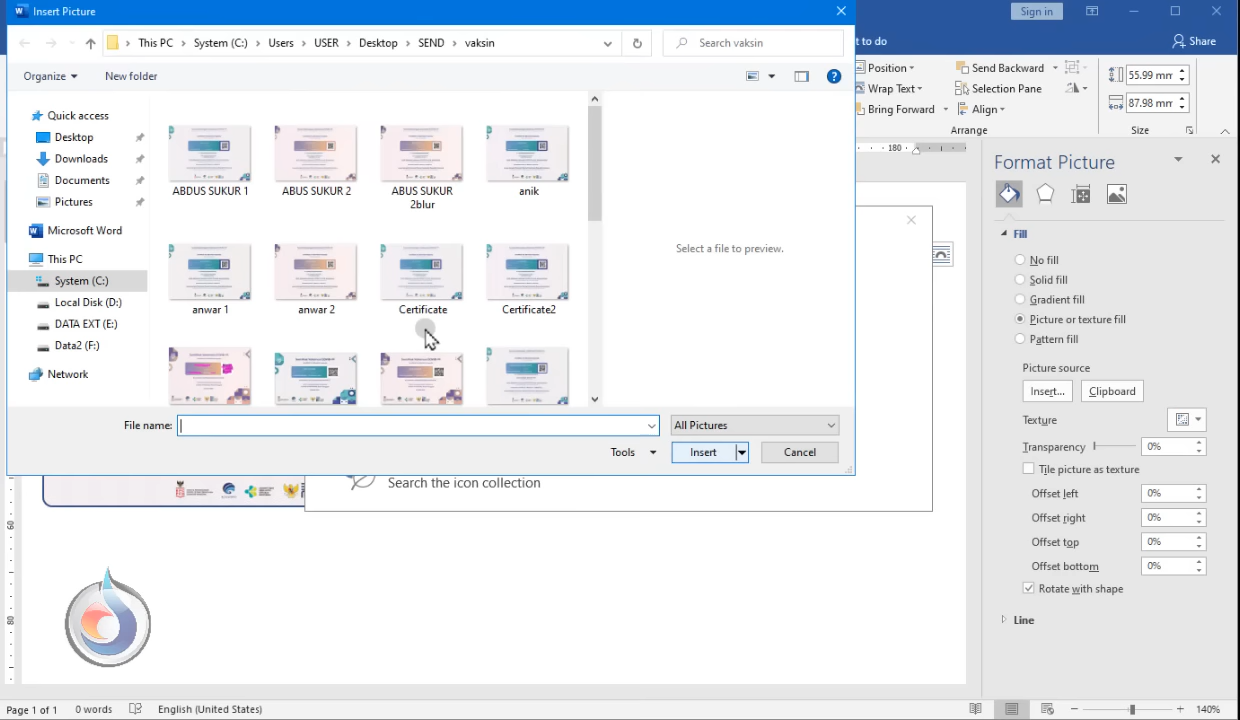 Insert Picture
Sign in
This PC > System (C:) > Users > USER > Desktop > SEND > vaksin
Search vaksin
t to do
Share
Organize
New folder
Position
Send Backward
55.99 mm
Wrap Text
Selection Pane
Bring Forward
Align
87.98 mm
Arrange
Size
Quick access
Desktop
Downloads
Documents
Pictures
Microsoft Word
This PC
System (C:)
Local Disk (D:)
DATA EXT (E:)
Data2 (F:)
Network
ABDUS SUKUR 1
ABUS SUKUR 2
ABUS SUKUR 2blur
anik
anwar 1
anwar 2
Certificate
Certificate2
Select a file to preview.
File name:
All Pictures
Tools
Insert
Cancel
Search the icon collection
180
60
80
Format Picture
Fill
No fill
Solid fill
Gradient fill
Picture or texture fill
Pattern fill
Picture source
Insert...
Clipboard
Texture
Transparency
0%
Tile picture as texture
Offset left
0%
Offset right
0%
Offset top
0%
Offset bottom
0%
Rotate with shape
Line
Page 1 of 1
0 words
English (United States)
140%